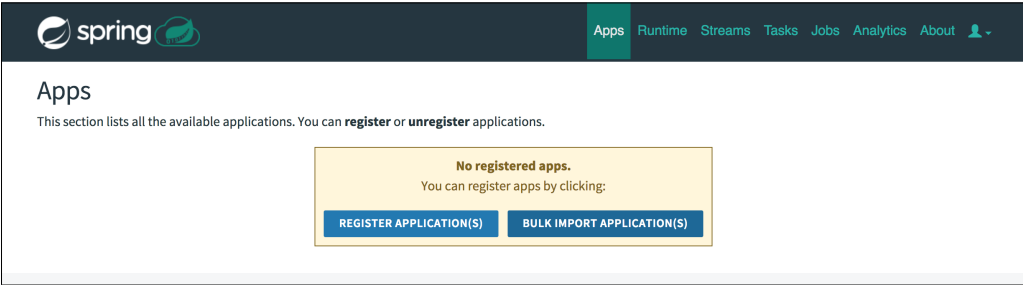 spring
Apps Runtime Streams Tasks Jobs Analytics About
Apps
This section lists all the available applications. You can register or unregister applications.
No registered apps.
You can register apps by clicking:
REGISTER APPLICATION(S) BULK IMPORT APPLICATION(S)